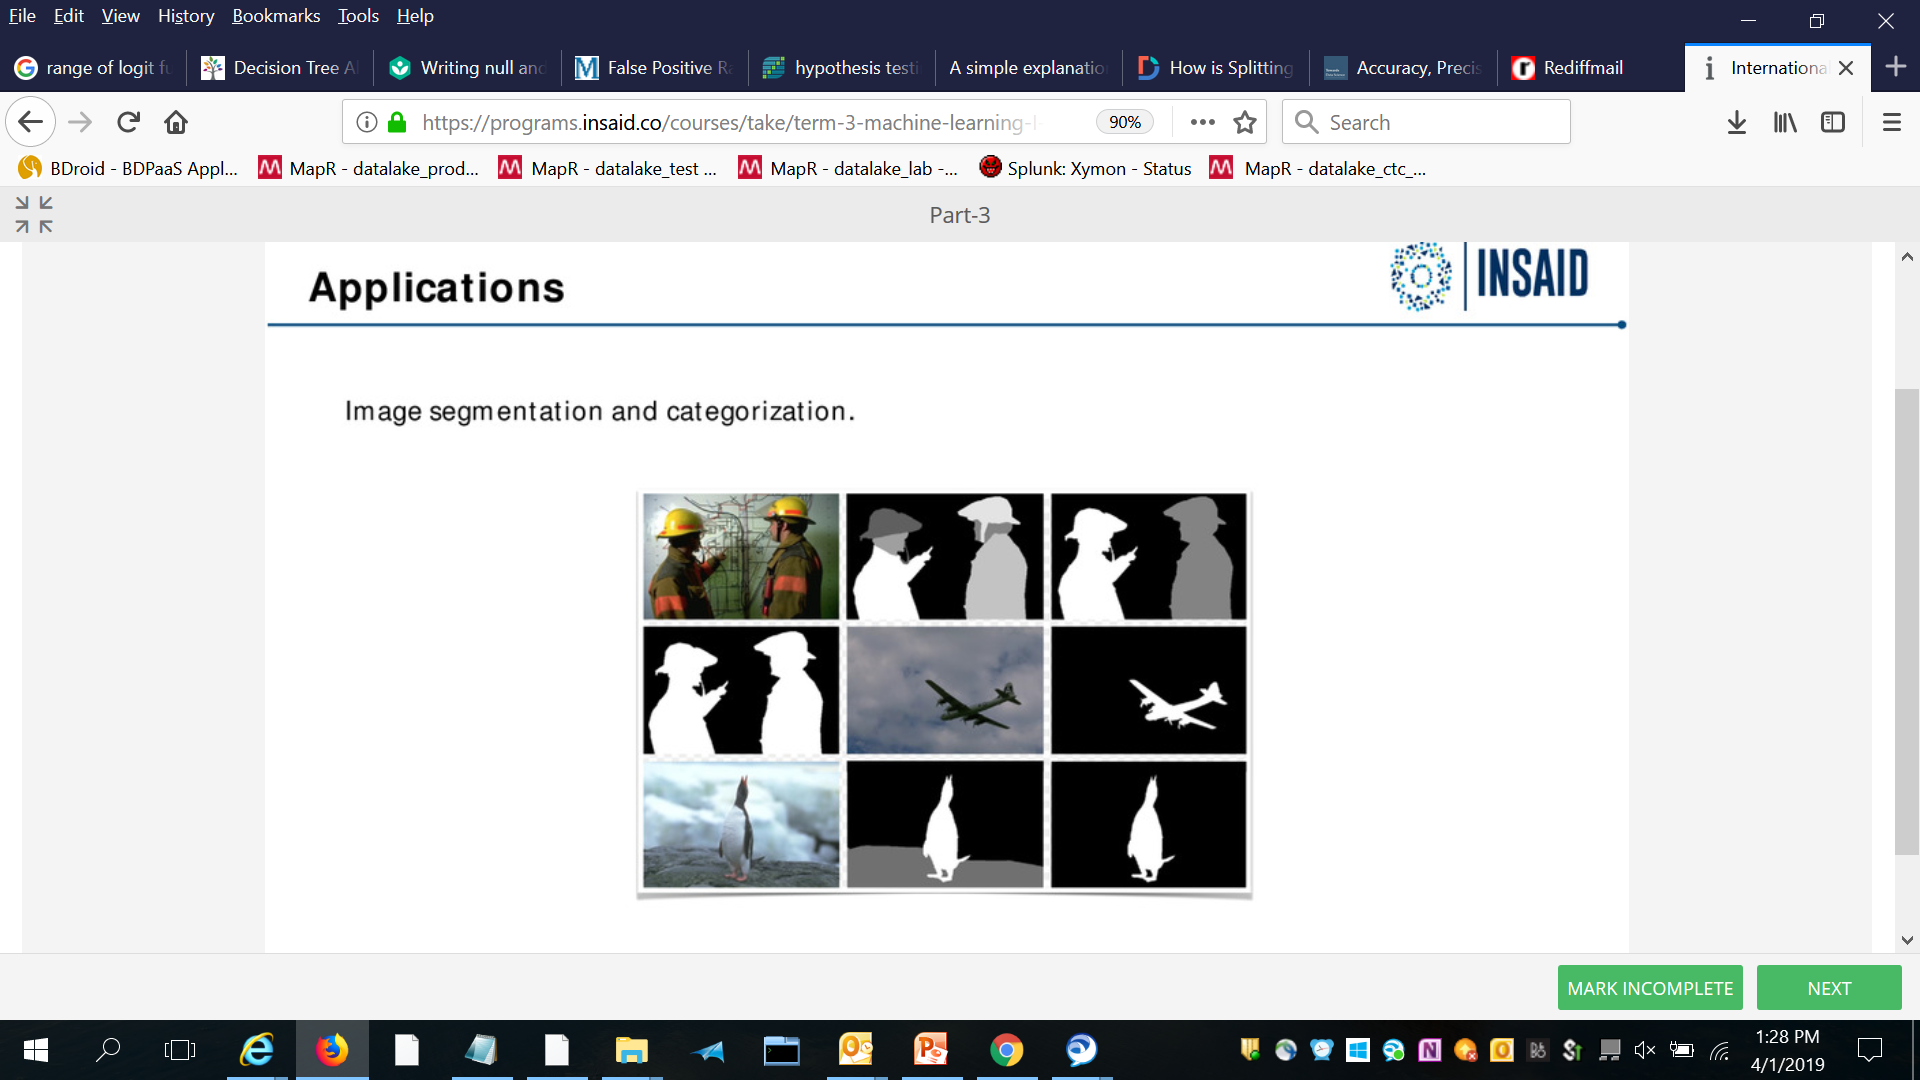 File Edit View History Bookmarks Tools Help
range of logit fu
Decision Tree Al
Writing null and
False Positive Ra
hypothesis testi
A simple explanatio
How is Splitting
Accuracy, Precis
Rediffmail
Internationa
https://programs.insaid.co/courses/take/term-3-machine-learning-l
90%
Search
BDroid - BDPaaS Appl...
MapR - datalake_prod...
MapR - datalake_test ...
MapR - datalake_lab -...
Splunk: Xymon - Status
MapR - datalake_ctc_...
Part-3
Applications
INSAID
Image segmentation and categorization.
MARK INCOMPLETE
NEXT
1:28 PM
4/1/2019